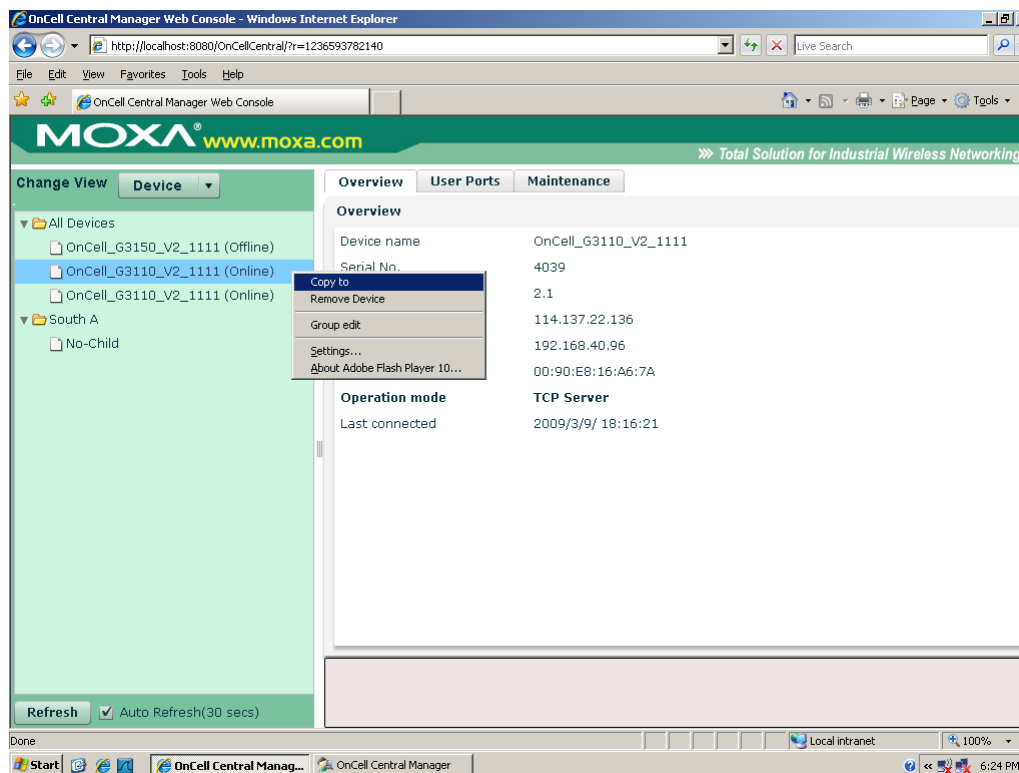 OnCell Central Manager Web Console - Windows Internet Explorer
http://localhost:8080/OnCellCentral/?r=1236593782140
Live Search
File Edit View Favorites Tools Help
OnCell Central Manager Web Console
Page Tools
MOXA® www.moxa.com
Total Solution for Industrial Wireless Networking
Change View Device
Overview User Ports Maintenance
Overview
All Devices
OnCell_G3150_V2_1111 (Offline)
OnCell_G3110_V2_1111 (Online)
OnCell_G3110_V2_1111 (Online)
South A
No-Child
Copy to
Remove Device
Group edit
Settings...
About Adobe Flash Player 10...
Device name OnCell_G3110_V2_1111
Serial No. 4039
2.1
114.137.22.136
192.168.40.96
00:90:E8:16:A6:7A
Operation mode TCP Server
Last connected 2009/3/9/ 18:16:21
Refresh Auto Refresh(30 secs)
Done Local intranet 100%
Start OnCell Central Manag... OnCell Central Manager 6:24 PM